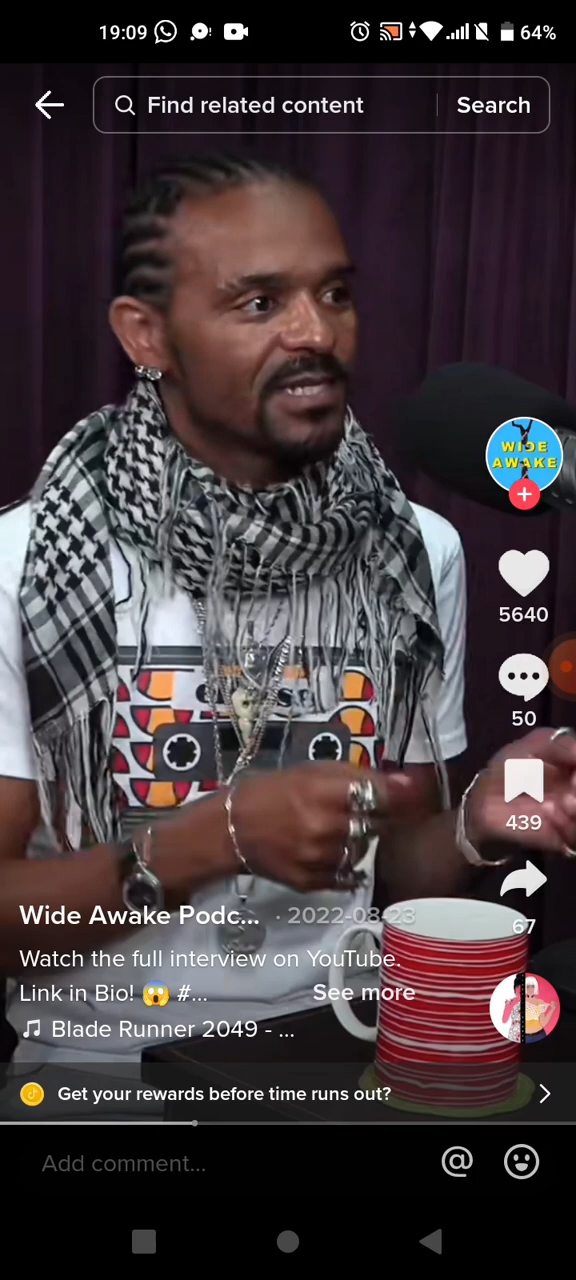 19:09
64%
Find related content
Search
WIDE
AWAKE
5640
50
439
67
Wide Awake Podc... · 2022-08-23
Watch the full interview on YouTube.
Link in Bio! 😱 #... See more
Blade Runner 2049 - ...
Get your rewards before time runs out?
Add comment...
@